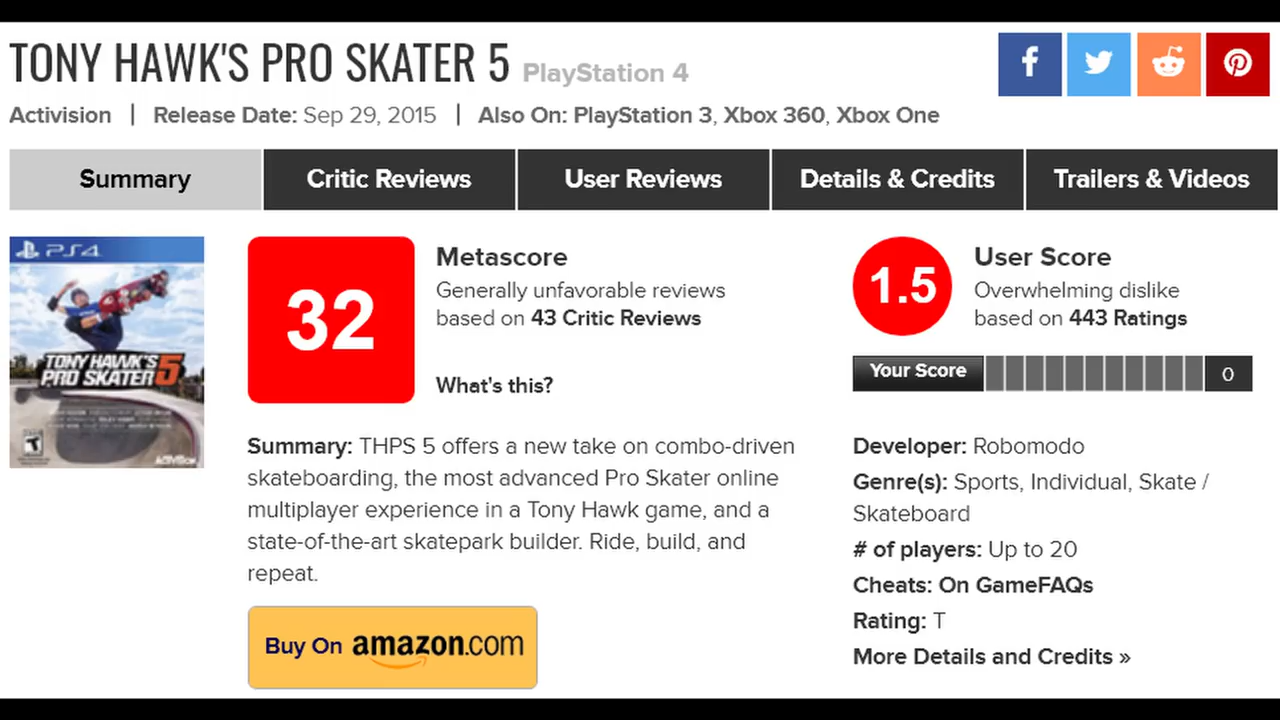 TONY HAWK'S PRO SKATER 5 PlayStation 4
Activision | Release Date: Sep 29, 2015 | Also On: PlayStation 3, Xbox 360, Xbox One
Summary Critic Reviews User Reviews Details & Credits Trailers & Videos
PS4
TONY HAWK'S
PRO SKATER 5
T
ACTIVISION
32
Metascore
Generally unfavorable reviews
based on 43 Critic Reviews
What's this?
1.5
User Score
Overwhelming dislike
based on 443 Ratings
Your Score 0
Summary: THPS 5 offers a new take on combo-driven
skateboarding, the most advanced Pro Skater online
multiplayer experience in a Tony Hawk game, and a
state-of-the-art skatepark builder. Ride, build, and
repeat.
Buy On amazon.com
Developer: Robomodo
Genre(s): Sports, Individual, Skate /
Skateboard
# of players: Up to 20
Cheats: On GameFAQs
Rating: T
More Details and Credits »